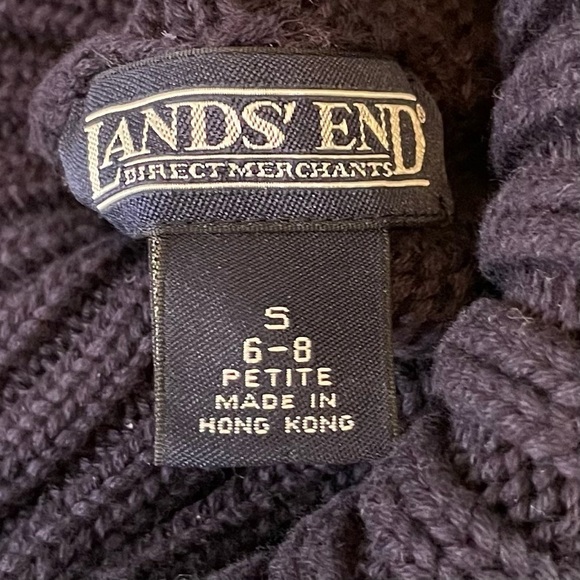 LANDS' END®
DIRECT MERCHANTS
S
6-8
PETITE
MADE IN
HONG KONG